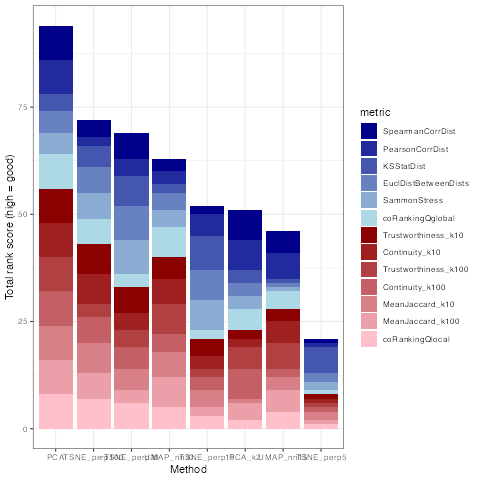 Total rank score (high = good)
75
50
25
0
Method
metric
SpearmanCorrDist
PearsonCorrDist
KSStatDist
EuclDistBetweenDists
SammonStress
coRankingQglobal
Trustworthiness_k10
Continuity_k10
Trustworthiness_k100
Continuity_k100
MeanJaccard_k10
MeanJaccard_k100
coRankingQlocal